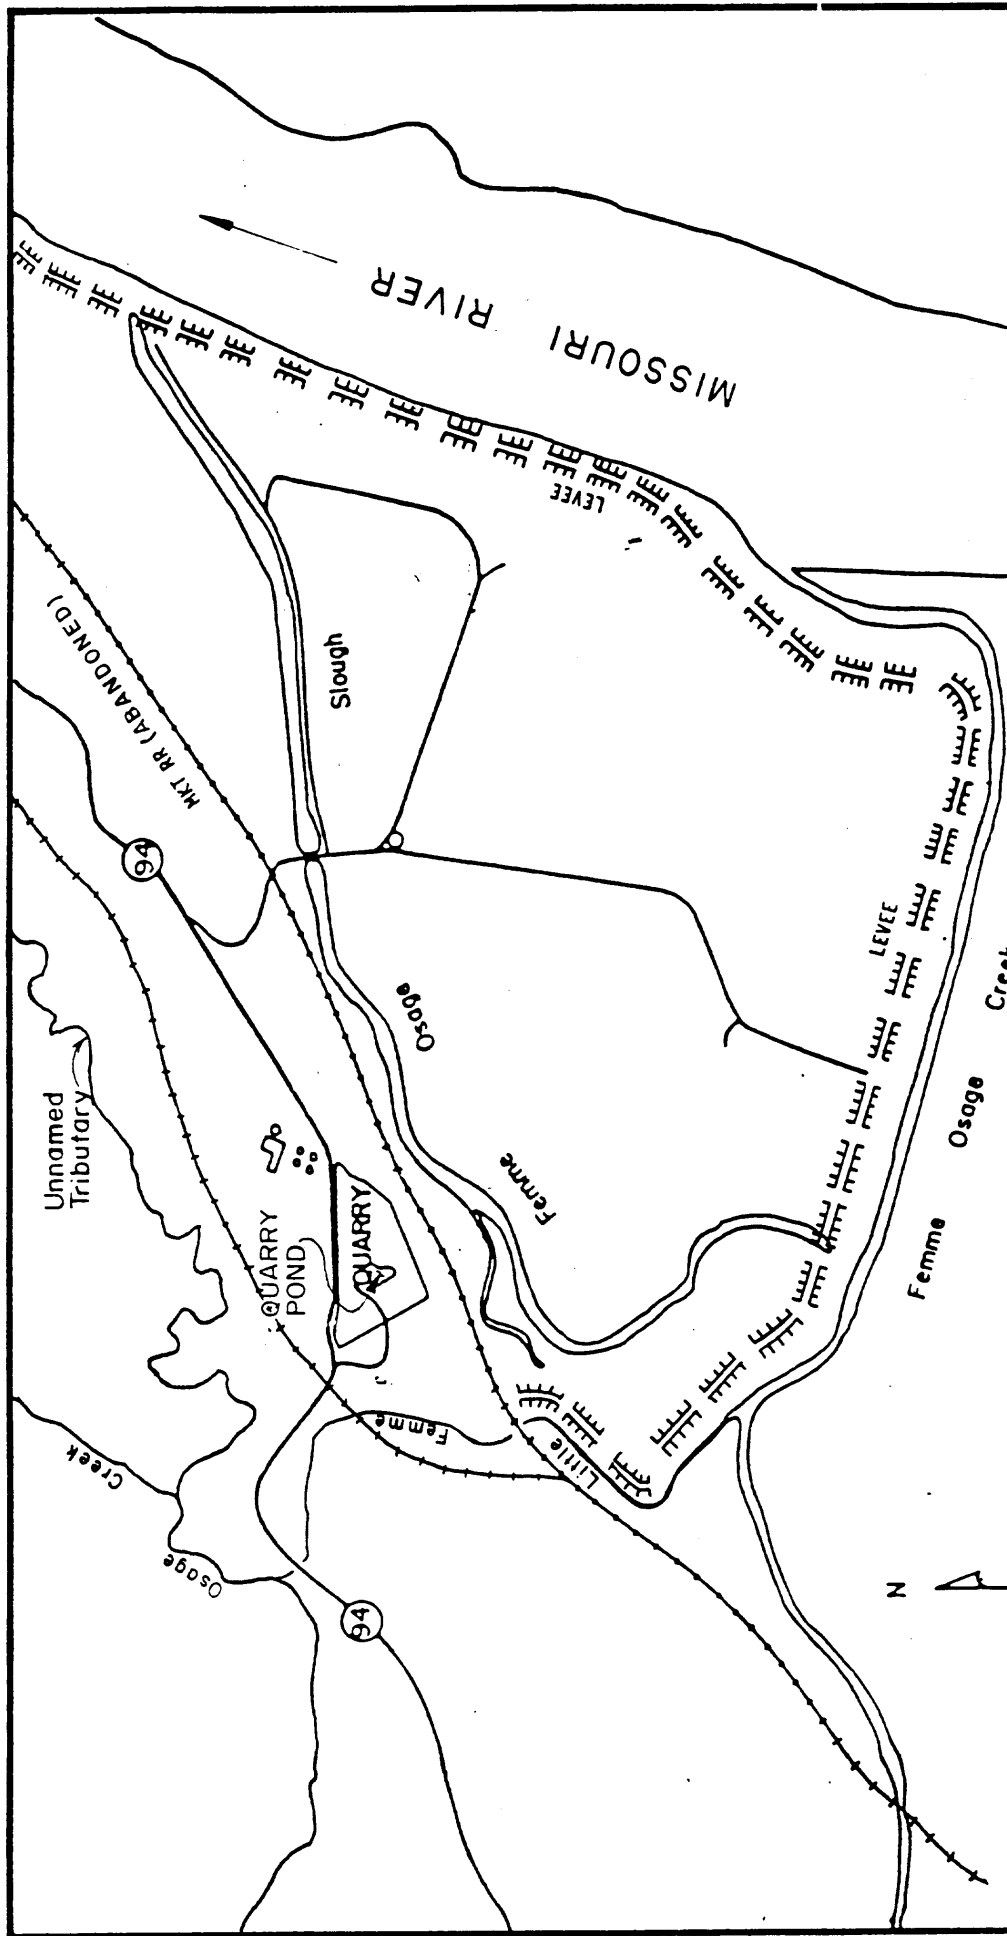 MISSOURI RIVER
LEVEE
MKT RR (ABANDONED)
94
Slough
Osage
Femme
LEVEE
Unnamed
Tributary
QUARRY
POND
QUARRY
Femme
Little
Creek
Osage
94
N
Femme Osage Creek